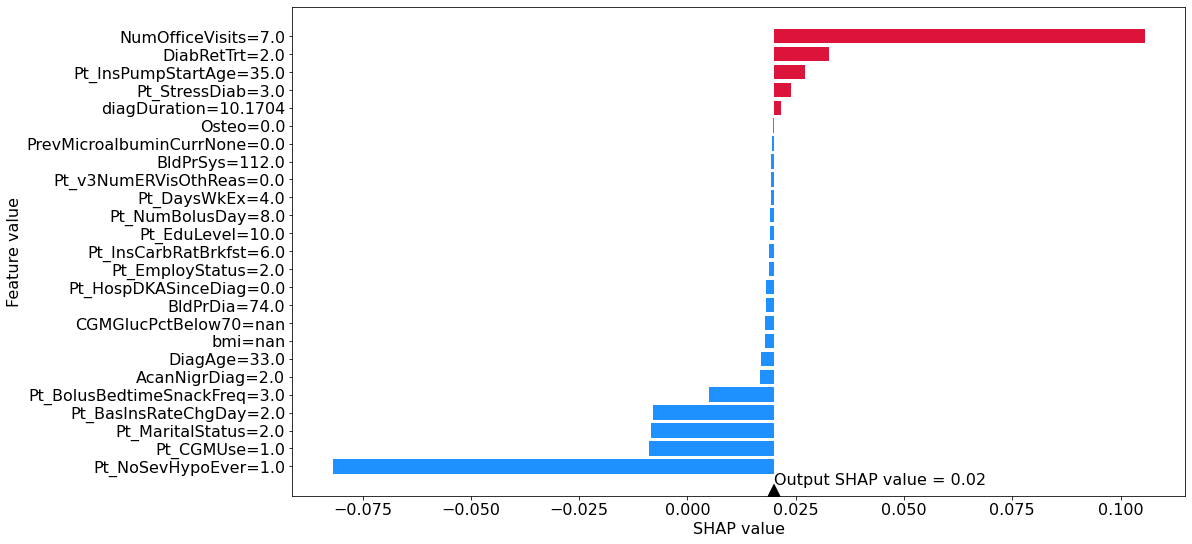 NumOfficeVisits=7.0
DiabRetTrt=2.0
Pt_InsPumpStartAge=35.0
Pt_StressDiab=3.0
diagDuration=10.1704
Osteo=0.0
PrevMicroalbuminCurrNone=0.0
BldPrSys=112.0
Pt_v3NumERVisOthReas=0.0
Pt_DaysWkEx=4.0
Pt_NumBolusDay=8.0
Pt_EduLevel=10.0
Pt_InsCarbRatBrkfst=6.0
Pt_EmployStatus=2.0
Pt_HospDKASinceDiag=0.0
BldPrDia=74.0
CGMGlucPctBelow70=nan
bmi=nan
DiagAge=33.0
AcanNigrDiag=2.0
Pt_BolusBedtimeSnackFreq=3.0
Pt_BasInsRateChgDay=2.0
Pt_MaritalStatus=2.0
Pt_CGMUse=1.0
Pt_NoSevHypoEver=1.0
Feature value
Output SHAP value = 0.02
−0.075 −0.050 −0.025 0.000 0.025 0.050 0.075 0.100
SHAP value